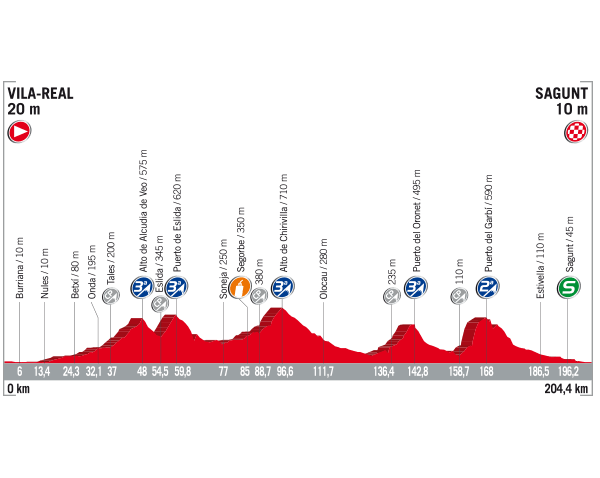 VILA-REAL
20 m
SAGUNT
10 m
Burriana / 10 m
Nules / 10 m
Betxí / 80 m
Onda / 195 m
Tales / 200 m
Alto de Alcudia de Veo / 575 m
Eslida / 345 m
Puerto de Eslida / 620 m
Soneja / 250 m
Segorbe / 350 m
380 m
Alto de Chirivilla / 710 m
Olocau / 280 m
235 m
Puerto del Oronet / 495 m
110 m
Puerto del Garbí / 590 m
Estivella / 110 m
Sagunt / 45 m
3ª
3ª
3ª
3ª
2ª
S
6 13,4 24,3 32,1 37 48 54,5 59,8 77 85 88,7 96,6 111,7 136,4 142,8 158,7 168 186,5 196,2
0 km
204,4 km